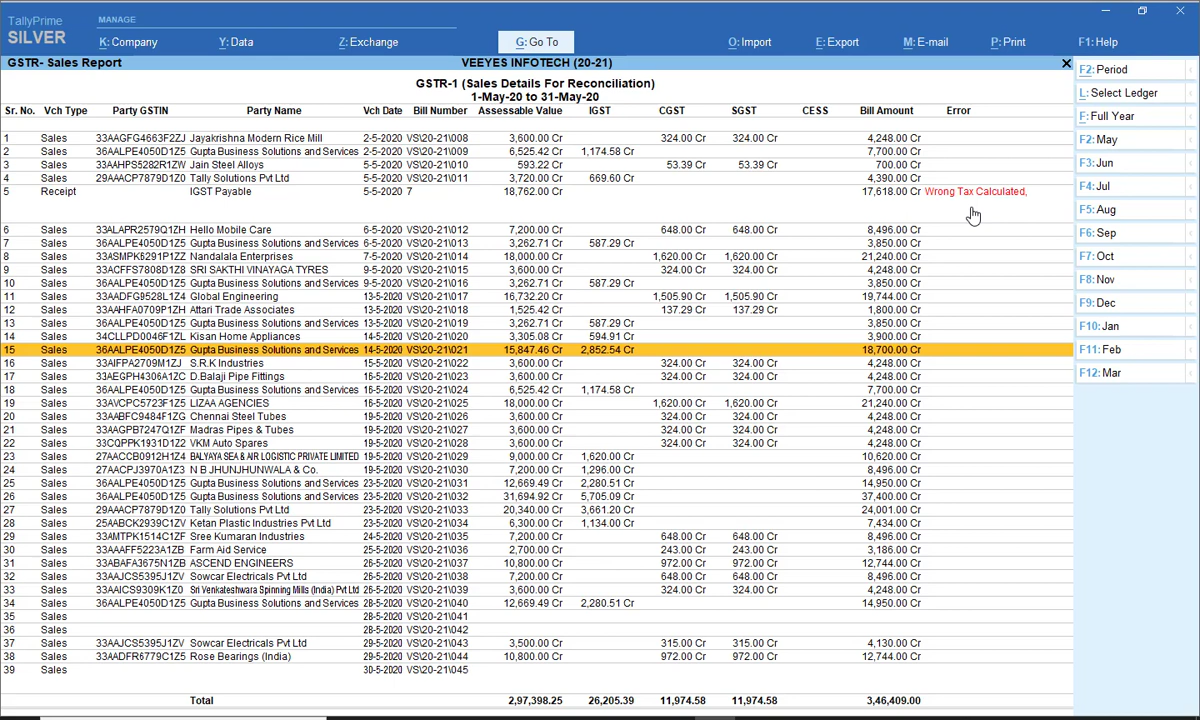 TallyPrime
SILVER
MANAGE
K: Company Y: Data Z: Exchange G: Go To O: Import E: Export M: E-mail P: Print F1: Help
GSTR- Sales Report VEEYES INFOTECH (20-21)
GSTR-1 (Sales Details For Reconciliation)
1-May-20 to 31-May-20
Sr. No. Vch Type Party GSTIN Party Name Vch Date Bill Number Assessable Value IGST CGST SGST CESS Bill Amount Error
1 Sales 33AAGFG4663F2ZJ Jayakrishna Modern Rice Mill 2-5-2020 VS\20-21\008 3,600.00 Cr 324.00 Cr 324.00 Cr 4,248.00 Cr
2 Sales 36AALPE4050D1Z5 Gupta Business Solutions and Services 5-5-2020 VS\20-21\009 6,525.42 Cr 1,174.58 Cr 7,700.00 Cr
3 Sales 33AAHPS5282R1ZW Jain Steel Alloys 5-5-2020 VS\20-21\010 593.22 Cr 53.39 Cr 53.39 Cr 700.00 Cr
4 Sales 29AAACP7879D1Z0 Tally Solutions Pvt Ltd 5-5-2020 VS\20-21\011 3,720.00 Cr 669.60 Cr 4,390.00 Cr
5 Receipt IGST Payable 5-5-2020 7 18,762.00 Cr 17,618.00 Cr Wrong Tax Calculated,
6 Sales 33ALAPR2579Q1ZH Hello Mobile Care 6-5-2020 VS\20-21\012 7,200.00 Cr 648.00 Cr 648.00 Cr 8,496.00 Cr
7 Sales 36AALPE4050D1Z5 Gupta Business Solutions and Services 6-5-2020 VS\20-21\013 3,262.71 Cr 587.29 Cr 3,850.00 Cr
8 Sales 33ASMPK6291P1ZZ Nandalala Enterprises 7-5-2020 VS\20-21\014 18,000.00 Cr 1,620.00 Cr 1,620.00 Cr 21,240.00 Cr
9 Sales 33ACFFS7808D1Z8 SRI SAKTHI VINAYAGA TYRES 9-5-2020 VS\20-21\015 3,600.00 Cr 324.00 Cr 324.00 Cr 4,248.00 Cr
10 Sales 36AALPE4050D1Z5 Gupta Business Solutions and Services 9-5-2020 VS\20-21\016 3,262.71 Cr 587.29 Cr 3,850.00 Cr
11 Sales 33AADFG9528L1Z4 Global Engineering 13-5-2020 VS\20-21\017 16,732.20 Cr 1,505.90 Cr 1,505.90 Cr 19,744.00 Cr
12 Sales 33AAHFA0709P1ZH Attari Trade Associates 13-5-2020 VS\20-21\018 1,525.42 Cr 137.29 Cr 137.29 Cr 1,800.00 Cr
13 Sales 36AALPE4050D1Z5 Gupta Business Solutions and Services 13-5-2020 VS\20-21\019 3,262.71 Cr 587.29 Cr 3,850.00 Cr
14 Sales 34CLLPD0046F1ZL Kisan Home Appliances 14-5-2020 VS\20-21\020 3,305.08 Cr 594.91 Cr 3,900.00 Cr
15 Sales 36AALPE4050D1Z5 Gupta Business Solutions and Services 14-5-2020 VS\20-21\021 15,847.46 Cr 2,852.54 Cr 18,700.00 Cr
16 Sales 33AIFPA2709M1ZJ S.R.K Industries 15-5-2020 VS\20-21\022 3,600.00 Cr 324.00 Cr 324.00 Cr 4,248.00 Cr
17 Sales 33AEGPH4306A1ZC D.Balaji Pipe Fittings 15-5-2020 VS\20-21\023 3,600.00 Cr 324.00 Cr 324.00 Cr 4,248.00 Cr
18 Sales 36AALPE4050D1Z5 Gupta Business Solutions and Services 16-5-2020 VS\20-21\024 6,525.42 Cr 1,174.58 Cr 7,700.00 Cr
19 Sales 33AVCPC5723F1Z5 LIZAA AGENCIES 16-5-2020 VS\20-21\025 18,000.00 Cr 1,620.00 Cr 1,620.00 Cr 21,240.00 Cr
20 Sales 33AABFC9484F1ZG Chennai Steel Tubes 19-5-2020 VS\20-21\026 3,600.00 Cr 324.00 Cr 324.00 Cr 4,248.00 Cr
21 Sales 33AAGPB7247Q1ZF Madras Pipes & Tubes 19-5-2020 VS\20-21\027 3,600.00 Cr 324.00 Cr 324.00 Cr 4,248.00 Cr
22 Sales 33CQPPK1931D1Z2 VKM Auto Spares 19-5-2020 VS\20-21\028 3,600.00 Cr 324.00 Cr 324.00 Cr 4,248.00 Cr
23 Sales 27AACCB0912H1Z4 BALYAYA SEA & AIR LOGISTIC PRIVATE LIMITED 19-5-2020 VS\20-21\029 9,000.00 Cr 1,620.00 Cr 10,620.00 Cr
24 Sales 27AACPJ3970A1Z3 N B JHUNJHUNWALA & Co. 19-5-2020 VS\20-21\030 7,200.00 Cr 1,296.00 Cr 8,496.00 Cr
25 Sales 36AALPE4050D1Z5 Gupta Business Solutions and Services 23-5-2020 VS\20-21\031 12,669.49 Cr 2,280.51 Cr 14,950.00 Cr
26 Sales 36AALPE4050D1Z5 Gupta Business Solutions and Services 23-5-2020 VS\20-21\032 31,694.92 Cr 5,705.09 Cr 37,400.00 Cr
27 Sales 29AAACP7879D1Z0 Tally Solutions Pvt Ltd 23-5-2020 VS\20-21\033 20,340.00 Cr 3,661.20 Cr 24,001.00 Cr
28 Sales 25AABCK2939C1ZV Ketan Plastic Industries Pvt Ltd 23-5-2020 VS\20-21\034 6,300.00 Cr 1,134.00 Cr 7,434.00 Cr
29 Sales 33AMTPK1514C1ZF Sree Kumaran Industries 24-5-2020 VS\20-21\035 7,200.00 Cr 648.00 Cr 648.00 Cr 8,496.00 Cr
30 Sales 33AAAFF5223A1ZB Farm Aid Service 25-5-2020 VS\20-21\036 2,700.00 Cr 243.00 Cr 243.00 Cr 3,186.00 Cr
31 Sales 33ABAFA3675N1ZB ASCEND ENGINEERS 26-5-2020 VS\20-21\037 10,800.00 Cr 972.00 Cr 972.00 Cr 12,744.00 Cr
32 Sales 33AAJCS5395J1ZV Sowcar Electricals Pvt Ltd 26-5-2020 VS\20-21\038 7,200.00 Cr 648.00 Cr 648.00 Cr 8,496.00 Cr
33 Sales 33AAICS9309K1Z0 Sri Venkateshwara Spinning Mills (India) Pvt Ltd 26-5-2020 VS\20-21\039 3,600.00 Cr 324.00 Cr 324.00 Cr 4,248.00 Cr
34 Sales 36AALPE4050D1Z5 Gupta Business Solutions and Services 28-5-2020 VS\20-21\040 12,669.49 Cr 2,280.51 Cr 14,950.00 Cr
35 Sales 28-5-2020 VS\20-21\041
36 Sales 28-5-2020 VS\20-21\042
37 Sales 33AAJCS5395J1ZV Sowcar Electricals Pvt Ltd 29-5-2020 VS\20-21\043 3,500.00 Cr 315.00 Cr 315.00 Cr 4,130.00 Cr
38 Sales 33AADFR6779C1Z5 Rose Bearings (India) 29-5-2020 VS\20-21\044 10,800.00 Cr 972.00 Cr 972.00 Cr 12,744.00 Cr
39 Sales 30-5-2020 VS\20-21\045
Total 2,97,398.25 26,205.39 11,974.58 11,974.58 3,46,409.00
F2: Period
L: Select Ledger
F: Full Year
F2: May
F3: Jun
F4: Jul
F5: Aug
F6: Sep
F7: Oct
F8: Nov
F9: Dec
F10: Jan
F11: Feb
F12: Mar